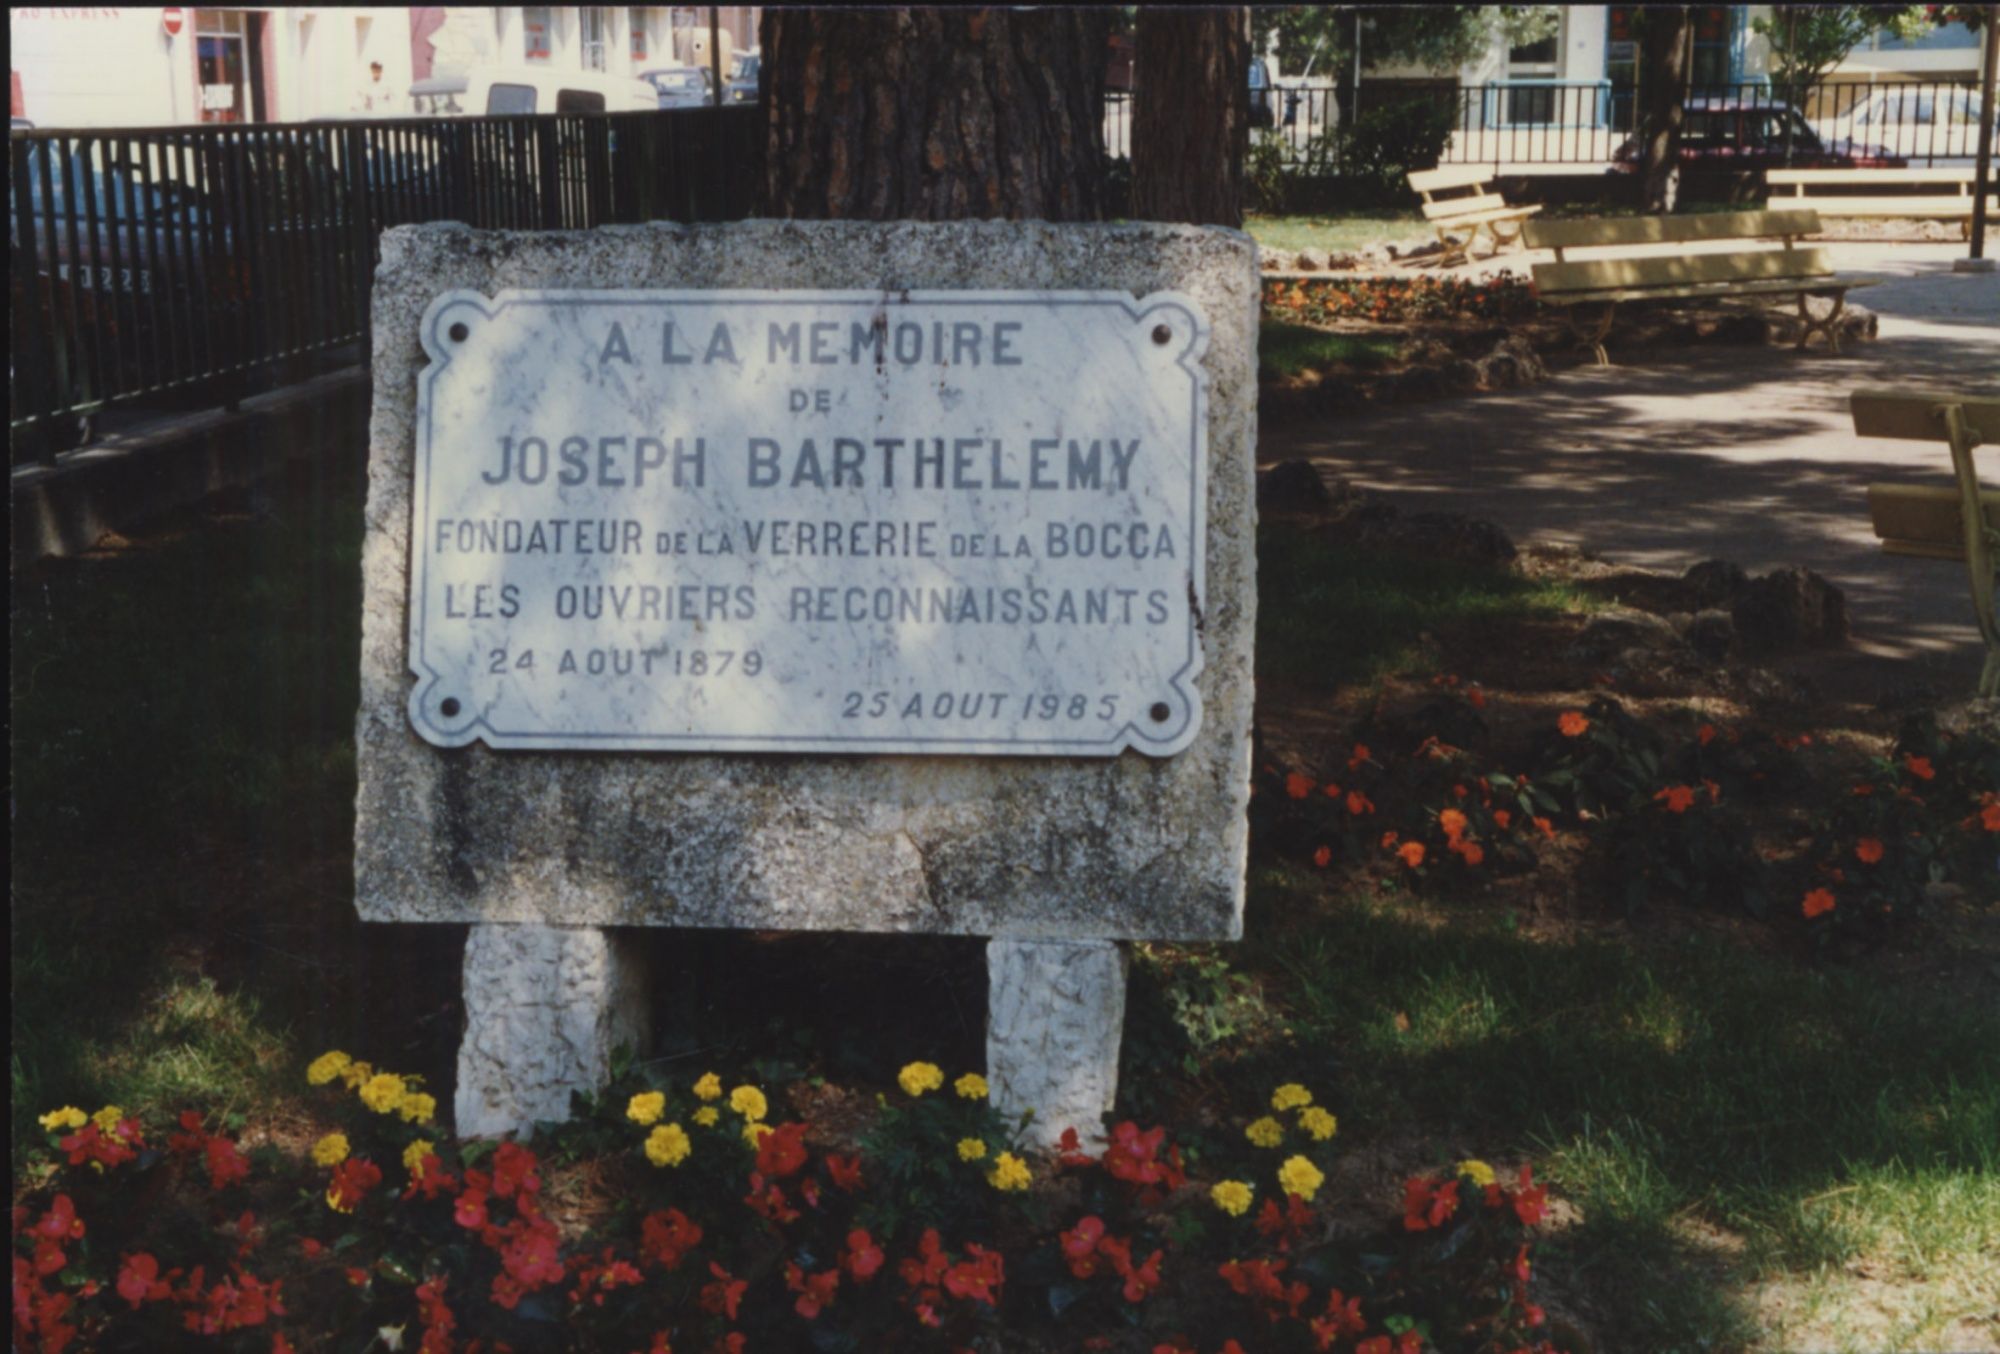 A LA MEMOIRE
DE
JOSEPH BARTHELEMY
FONDATEUR DE LA VERRERIE DE LA BOCCA
LES OUVRIERS RECONNAISSANTS
24 AOUT 1879
25 AOUT 1985